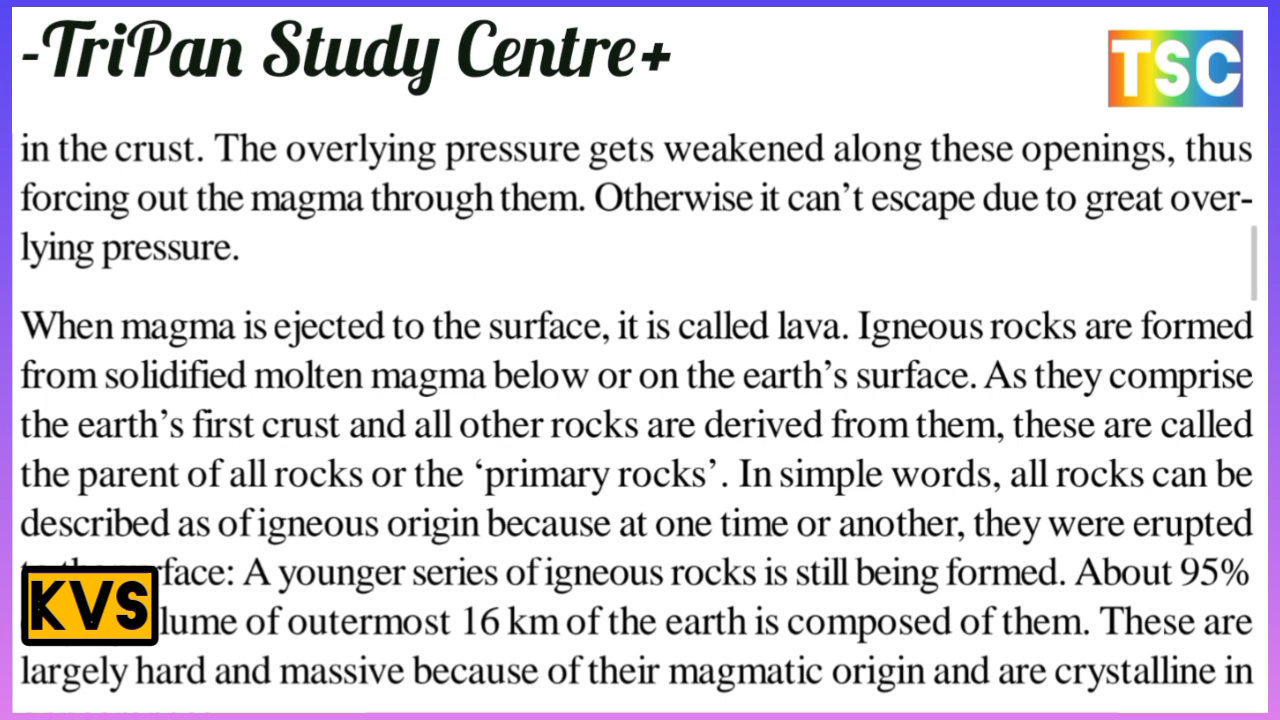 -TriPan Study Centre+
TSC
in the crust. The overlying pressure gets weakened along these openings, thus
forcing out the magma through them. Otherwise it can’t escape due to great over-
lying pressure.
When magma is ejected to the surface, it is called lava. Igneous rocks are formed
from solidified molten magma below or on the earth’s surface. As they comprise
the earth’s first crust and all other rocks are derived from them, these are called
the parent of all rocks or the ‘primary rocks’. In simple words, all rocks can be
described as of igneous origin because at one time or another, they were erupted
rface: A younger series of igneous rocks is still being formed. About 95%
KVS
lume of outermost 16 km of the earth is composed of them. These are
largely hard and massive because of their magmatic origin and are crystalline in